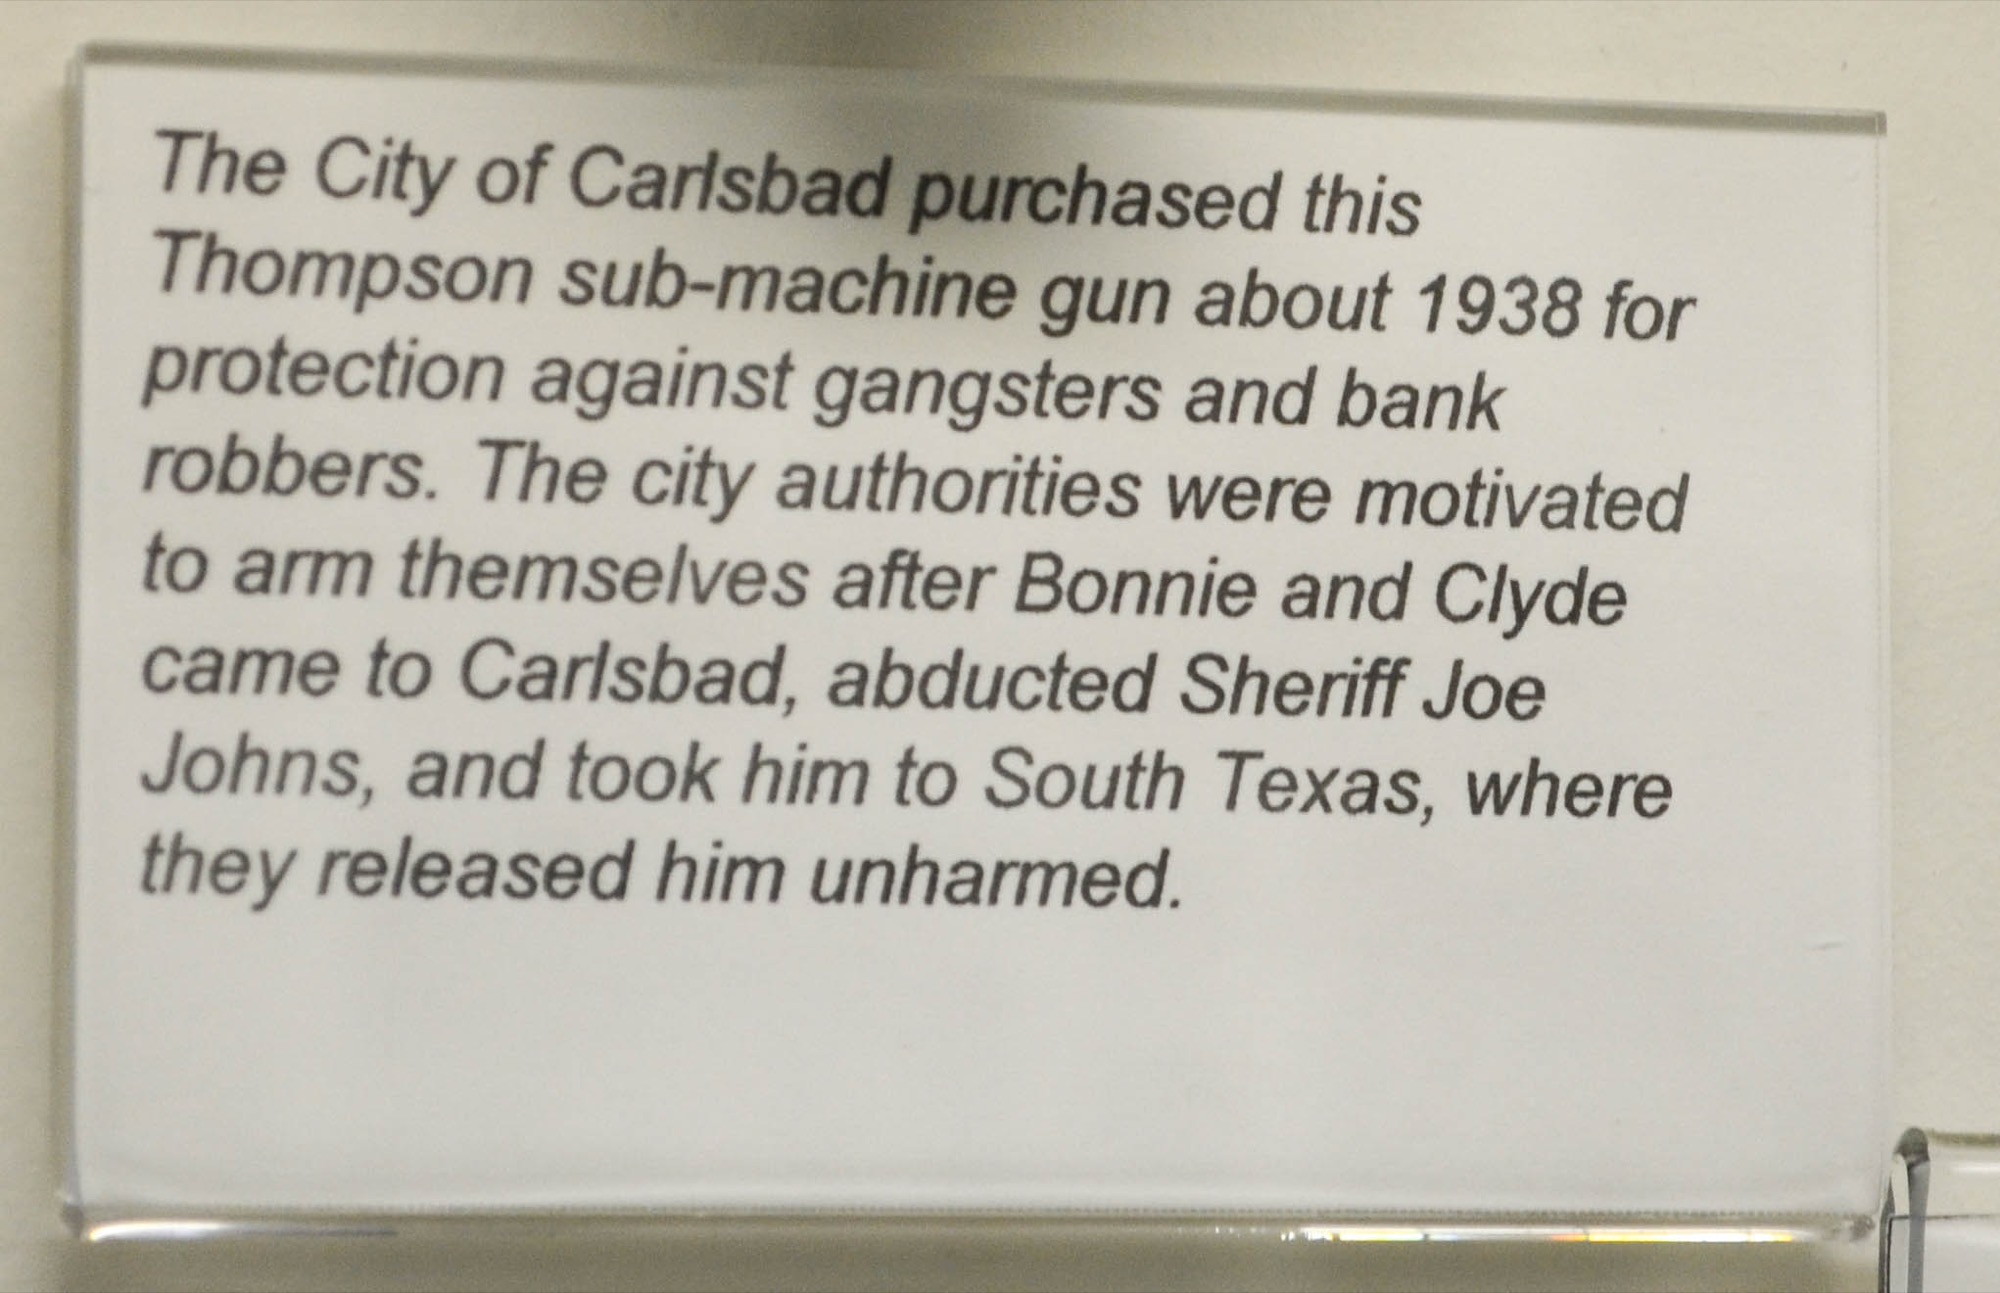 The City of Carlsbad purchased this
Thompson sub-machine gun about 1938 for
protection against gangsters and bank
robbers. The city authorities were motivated
to arm themselves after Bonnie and Clyde
came to Carlsbad, abducted Sheriff Joe
Johns, and took him to South Texas, where
they released him unharmed.